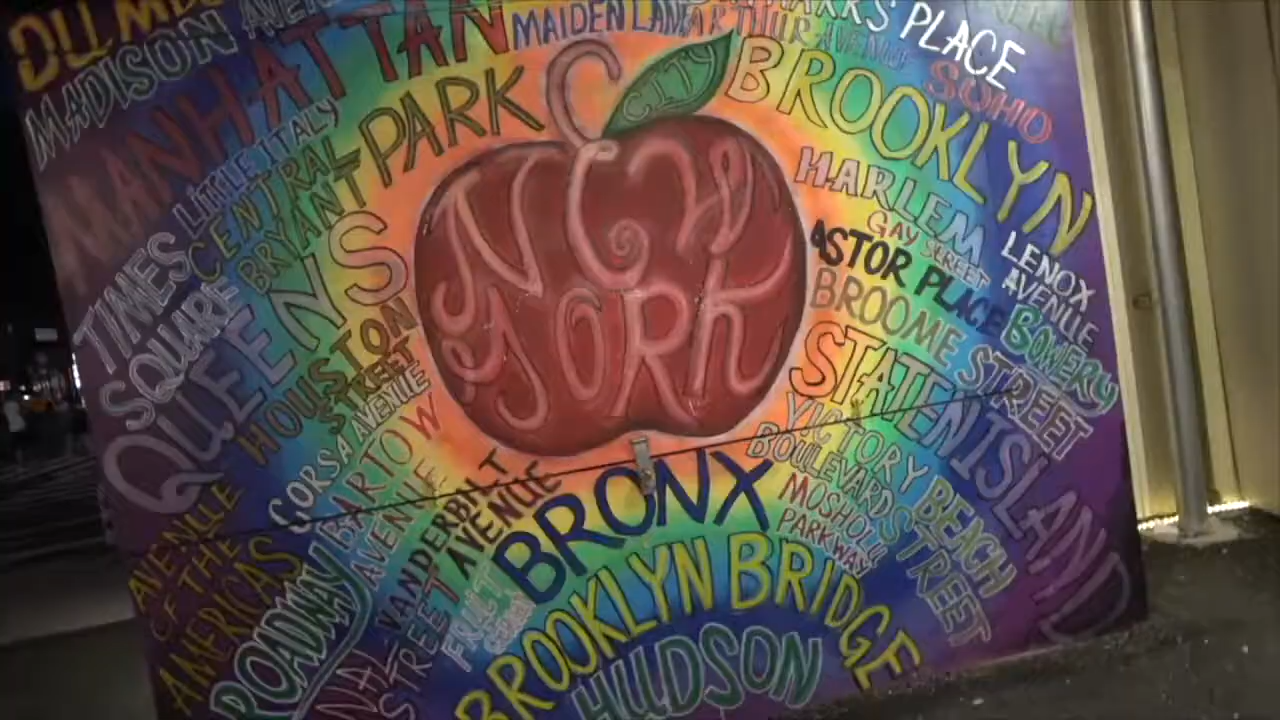 MADISON AVENUE
MANHATTAN
MAIDEN LANE
ARTHUR AVENUE
PLACE
SOHO
BROOKLYN
LITTLE ITALY
CENTRAL PARK
BRYANT
TIMES
SQUARE
QUEENS
HOUSTON
STREET
CORSA AVENUE
BARTOW
AVENUE
VANDERBILT
AVENUE
CITY
NEW
YORK
HARLEM
GAY STREET
ASTOR PLACE
LENOX
AVENUE
BROOME STREET
BOWERY
STATEN ISLAND
VICTORY
BOULEVARD
MOSHOLU
PARKWAY
BEACH
STREET
BRONX
BROOKLYN BRIDGE
HUDSON
AVENUE
OF THE
AMERICAS
BROADWAY
STREET